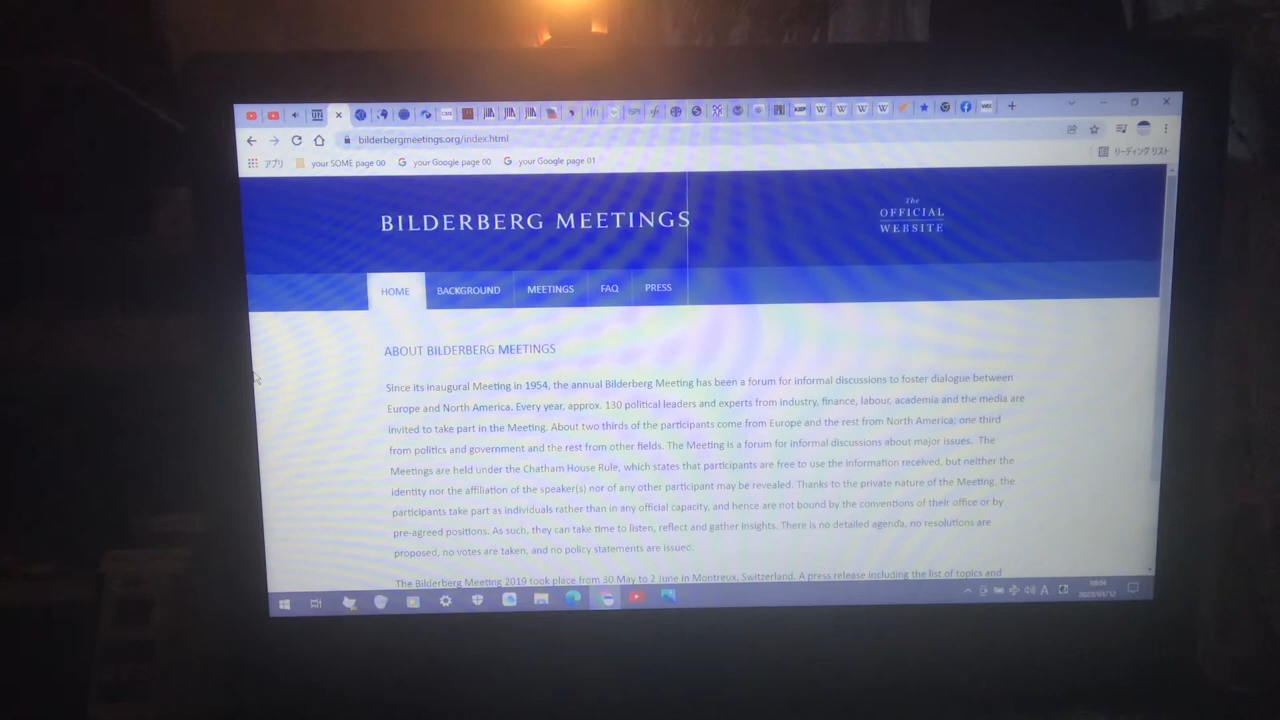 bilderbergmeetings.org/index.html
アプリ your SOME page 00 your Google page 00 your Google page 01
リーディング リスト
BILDERBERG MEETINGS
The
OFFICIAL
WEBSITE
HOME BACKGROUND MEETINGS FAQ PRESS
ABOUT BILDERBERG MEETINGS
Since its inaugural Meeting in 1954, the annual Bilderberg Meeting has been a forum for informal discussions to foster dialogue between
Europe and North America. Every year, approx. 130 political leaders and experts from industry, finance, labour, academia and the media are
invited to take part in the Meeting. About two thirds of the participants come from Europe and the rest from North America; one third
from politics and government and the rest from other fields. The Meeting is a forum for informal discussions about major issues. The
Meetings are held under the Chatham House Rule, which states that participants are free to use the information received, but neither the
identity nor the affiliation of the speaker(s) nor of any other participant may be revealed. Thanks to the private nature of the Meeting, the
participants take part as individuals rather than in any official capacity, and hence are not bound by the conventions of their office or by
pre-agreed positions. As such, they can take time to listen, reflect and gather insights. There is no detailed agenda, no resolutions are
proposed, no votes are taken, and no policy statements are issued.
The Bilderberg Meeting 2019 took place from 30 May to 2 June in Montreux, Switzerland. A press release including the list of topics and
A